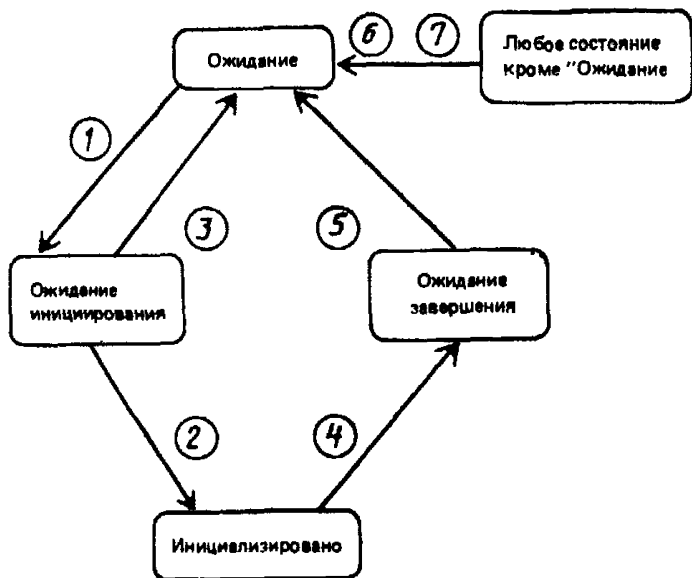 Ожидание
6
7
Любое состояние
кроме "Ожидание
1
3
5
Ожидание
инициирования
Ожидание
завершения
2
4
Инициализировано